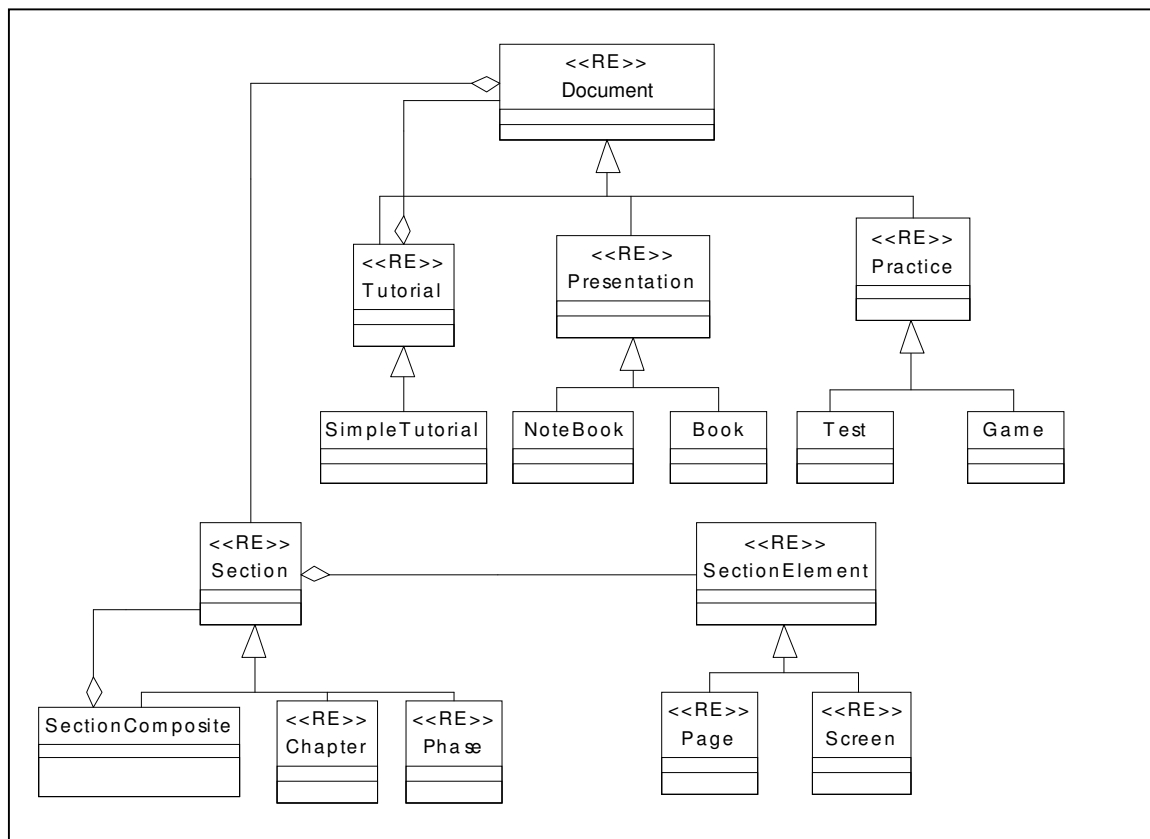 <<RE>>
Document
<<RE>>
Tutorial
<<RE>>
Presentation
<<RE>>
Practice
SimpleTutorial
NoteBook
Book
Test
Game
<<RE>>
Section
<<RE>>
SectionElement
SectionComposite
<<RE>>
Chapter
<<RE>>
Phase
<<RE>>
Page
<<RE>>
Screen